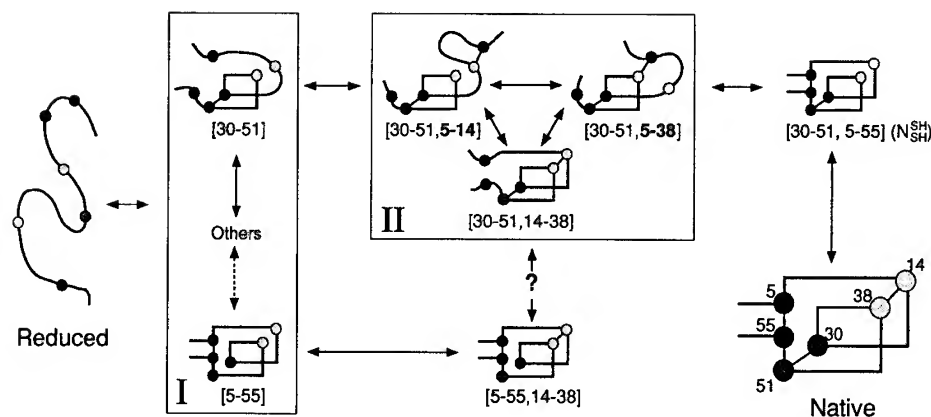 [30-51]
[30-51,5-14]
[30-51,5-38]
[30-51, 5-55] (N SH SH)
[30-51,14-38]
II
Others
?
Reduced
I
[5-55]
[5-55,14-38]
14
5
38
55
30
51
Native